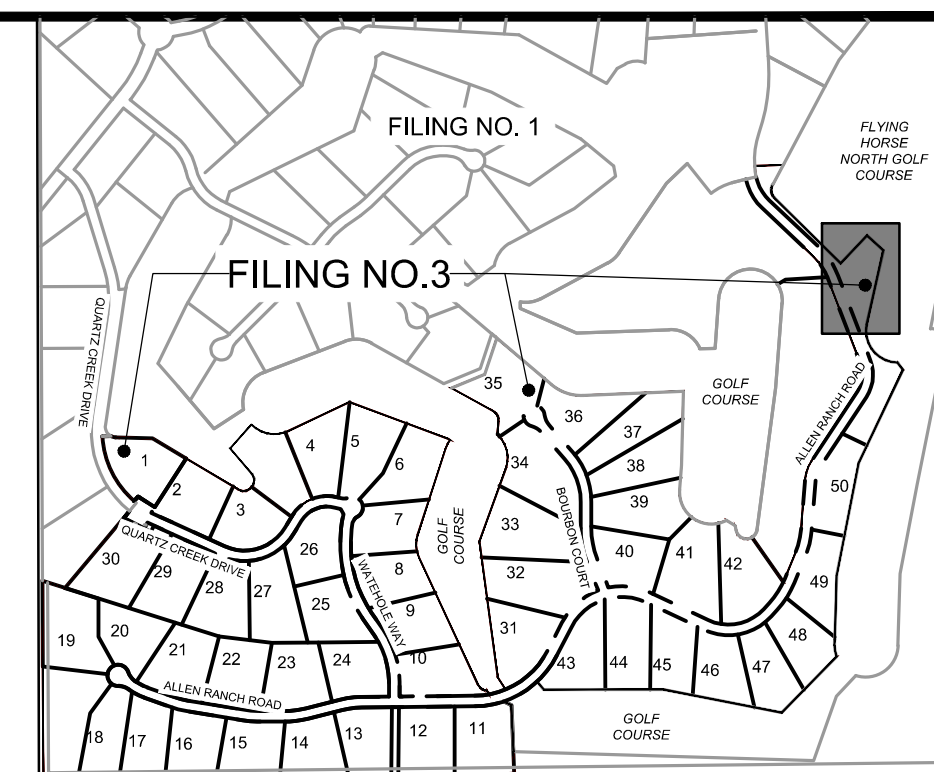 FILING NO. 1
FLYING
HORSE
NORTH GOLF
COURSE
FILING NO.3
QUARTZ CREEK DRIVE
35
36
GOLF
COURSE
ALLEN RANCH ROAD
37
4
5
6
34
38
1
2
3
39
50
BOURBON COURT
7
33
GOLF
COURSE
QUARTZ CREEK DRIVE
26
40
41
42
30
29
28
27
WATEHOLE WAY
8
32
49
25
9
31
19
20
48
21
22
23
24
10
43
44
45
46
47
ALLEN RANCH ROAD
GOLF
COURSE
18
17
16
15
14
13
12
11